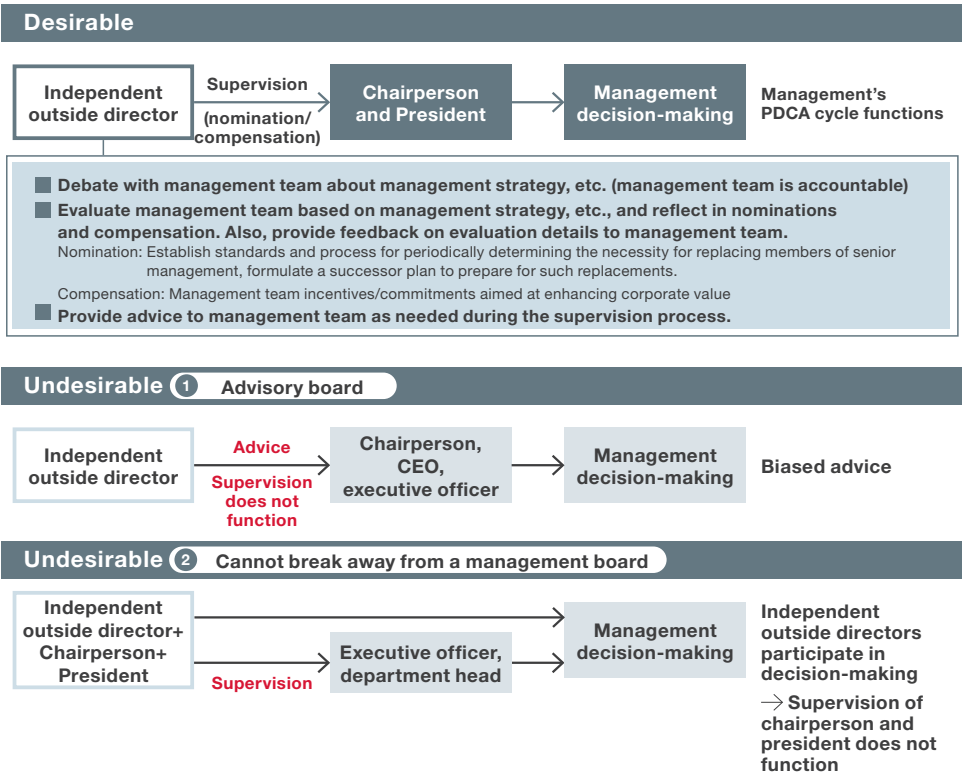 Desirable
Independent
outside director
Supervision
(nomination/
compensation)
Chairperson
and President
Management
decision-making
Management's
PDCA cycle functions
Debate with management team about management strategy, etc. (management team is accountable)
Evaluate management team based on management strategy, etc., and reflect in nominations
and compensation. Also, provide feedback on evaluation details to management team.
Nomination: Establish standards and process for periodically determining the necessity for replacing members of senior
management, formulate a successor plan to prepare for such replacements.
Compensation: Management team incentives/commitments aimed at enhancing corporate value
Provide advice to management team as needed during the supervision process.
Undesirable 1 Advisory board
Independent
outside director
Advice
Supervision
does not
function
Chairperson,
CEO,
executive officer
Management
decision-making
Biased advice
Undesirable 2 Cannot break away from a management board
Independent
outside director+
Chairperson+
President
Supervision
Executive officer,
department head
Management
decision-making
Independent
outside directors
participate in
decision-making
→ Supervision of
chairperson and
president does not
function